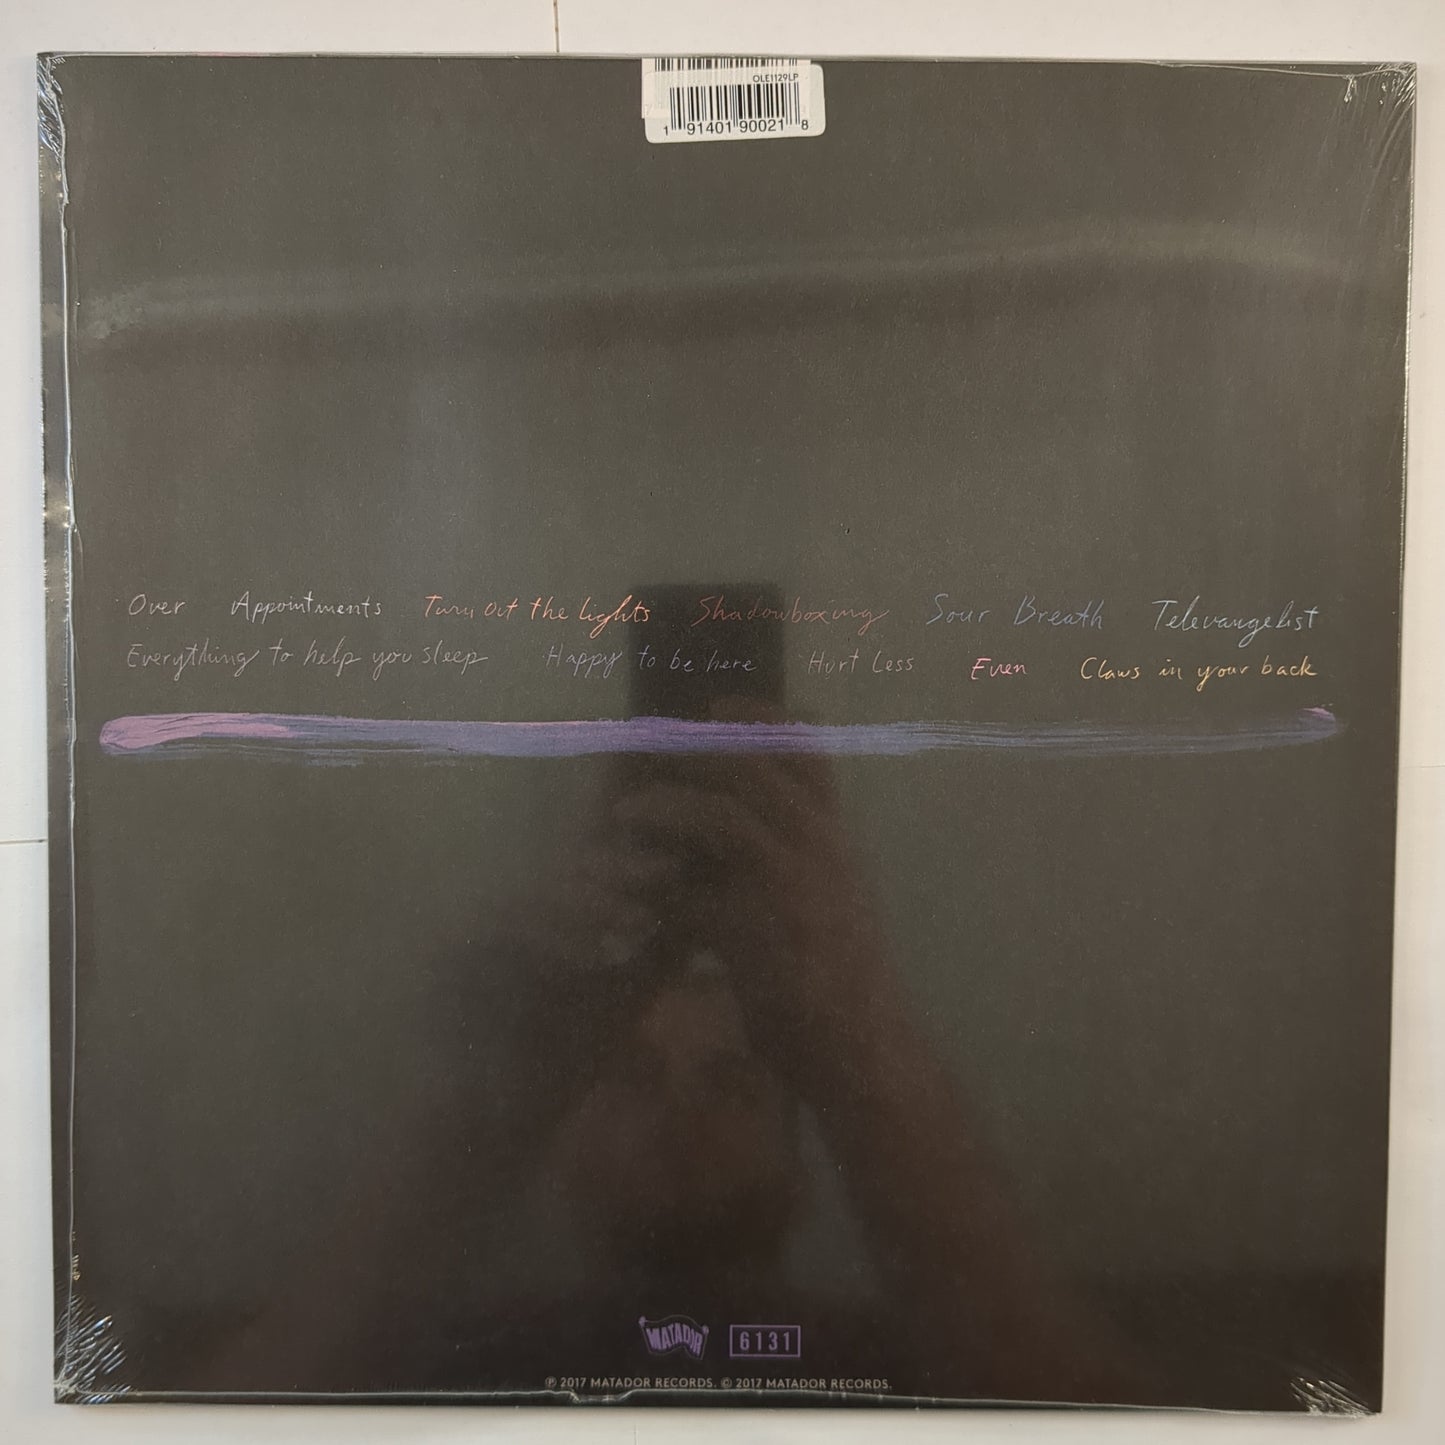 OLE1129LP
1 91401 90021 8
Over Appointments Turn out the lights Shadowboxing Sour Breath Televangelist
Everything to help you sleep Happy to be here Hurt Less Even Claws in your back
MATADOR 6131
℗ 2017 MATADOR RECORDS. © 2017 MATADOR RECORDS.